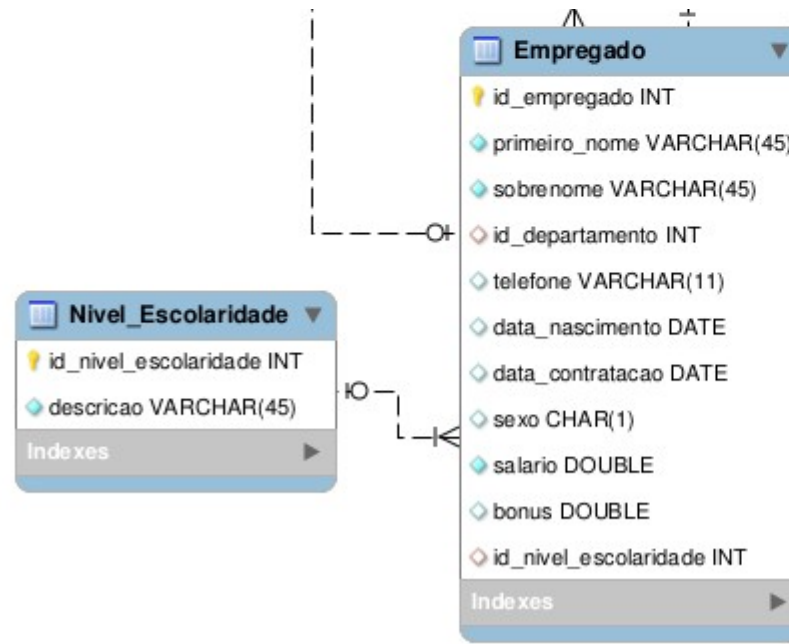 Empregado
id_empregado INT
primeiro_nome VARCHAR(45)
sobrenome VARCHAR(45)
id_departamento INT
telefone VARCHAR(11)
data_nascimento DATE
data_contratacao DATE
sexo CHAR(1)
salario DOUBLE
bonus DOUBLE
id_nivel_escolaridade INT
Indexes
Nivel_Escolaridade
id_nivel_escolaridade INT
descricao VARCHAR(45)
Indexes